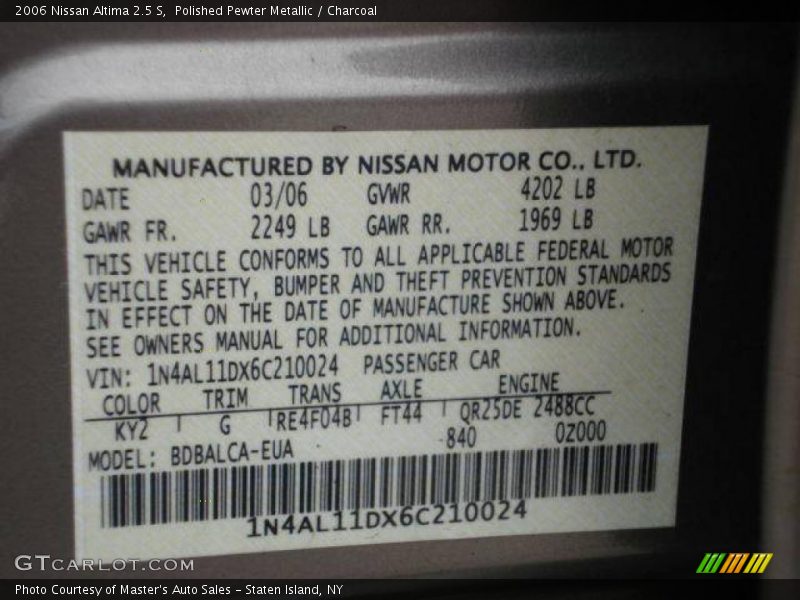 2006 Nissan Altima 2.5 S, Polished Pewter Metallic / Charcoal
MANUFACTURED BY NISSAN MOTOR CO., LTD.
DATE 03/06 GVWR 4202 LB
GAWR FR. 2249 LB GAWR RR. 1969 LB
THIS VEHICLE CONFORMS TO ALL APPLICABLE FEDERAL MOTOR
VEHICLE SAFETY, BUMPER AND THEFT PREVENTION STANDARDS
IN EFFECT ON THE DATE OF MANUFACTURE SHOWN ABOVE.
SEE OWNERS MANUAL FOR ADDITIONAL INFORMATION.
VIN: 1N4AL11DX6C210024 PASSENGER CAR
COLOR TRIM TRANS AXLE ENGINE
KY2 G RE4F04B FT44 QR25DE 2488CC
MODEL: BDBALCA-EUA 840 0Z000
1N4AL11DX6C210024
GTCARLOT.COM
Photo Courtesy of Master's Auto Sales - Staten Island, NY